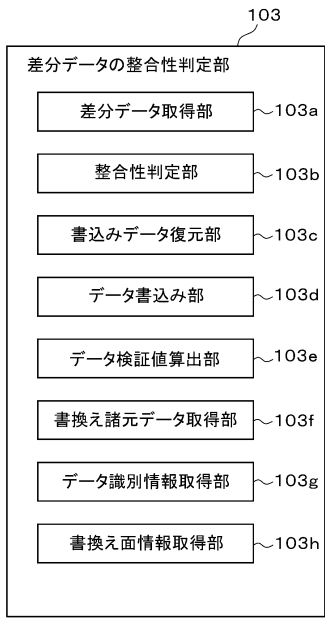 103
差分データの整合性判定部
差分データ取得部 103a
整合性判定部 103b
書込みデータ復元部 103c
データ書込み部 103d
データ検証値算出部 103e
書換え諸元データ取得部 103f
データ識別情報取得部 103g
書換え面情報取得部 103h